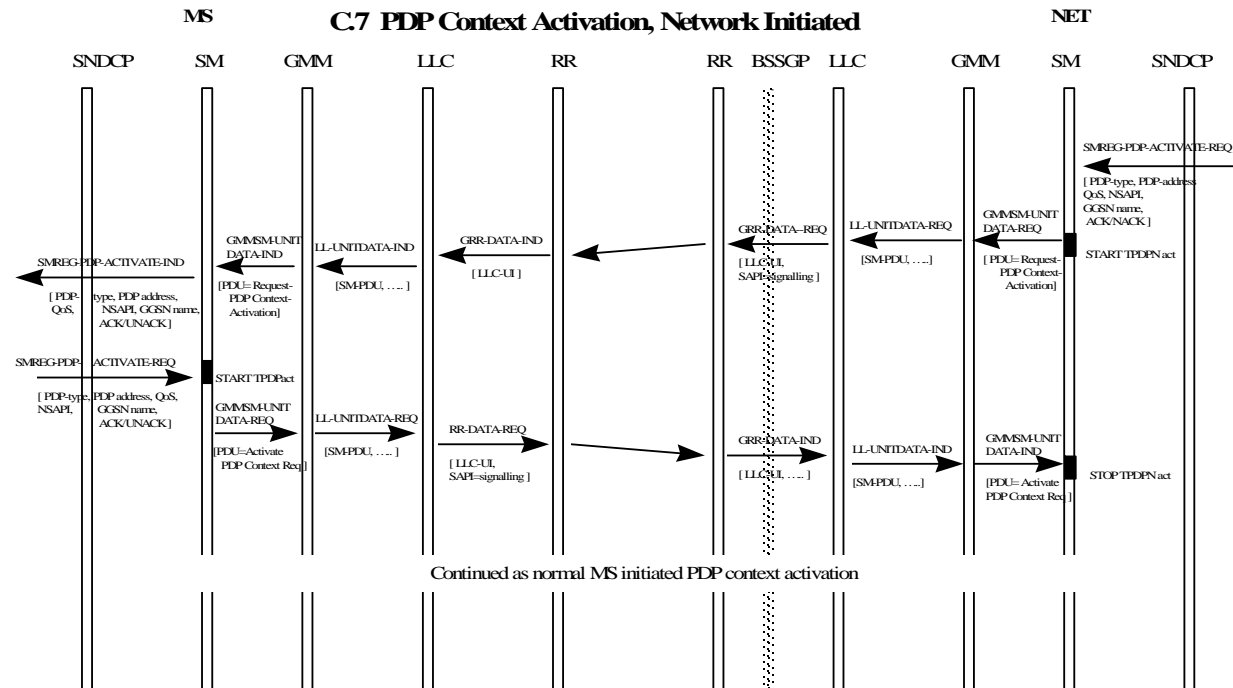 MS
C.7 PDP Context Activation, Network Initiated
NET
SNDCP SM GMM LLC RR RR BSSGP LLC GMM SM SNDCP
SMREG-PDP-ACTIVATE-REQ
[ PDP-type, PDP-address
QoS, NSAPI,
GGSN name,
ACK/NACK ]
GMMSM-UNIT
DATA-REQ
[ PDU= Request-
PDP Context-
Activation]
START TPDPN act
LL-UNITDATA-REQ
[SM-PDU, .....]
GRR-DATA--REQ
[ LLC-UI,
SAPI=signalling ]
GRR-DATA-IND
[ LLC-UI ]
LL-UNITDATA-IND
[SM-PDU, ..... ]
GMMSM-UNIT
DATA-IND
[PDU= Request-
PDP Context-
Activation]
SMREG-PDP-ACTIVATE-IND
[ PDP-type, PDP address,
QoS, NSAPI, GGSN name,
ACK/UNACK ]
SMREG-PDP-ACTIVATE-REQ
[ PDP-type, PDP address, QoS,
NSAPI, GGSN name,
ACK/UNACK ]
START TPDPact
GMMSM-UNIT
DATA-REQ
[PDU=Activate
PDP Context Req]
LL-UNITDATA-REQ
[SM-PDU, ..... ]
RR-DATA-REQ
[ LLC-UI,
SAPI=signalling ]
GRR-DATA-IND
[ LLC-UI, ..... ]
LL-UNITDATA-IND
[SM-PDU, .....]
GMMSM-UNIT
DATA-IND
[PDU= Activate
PDP Context Req ]
STOP TPDPN act
Continued as normal MS initiated PDP context activation